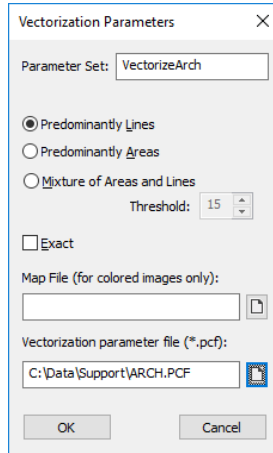 Vectorization Parameters
Parameter Set: VectorizeArch
Predominantly Lines
Predominantly Areas
Mixture of Areas and Lines
Threshold: 15
Exact
Map File (for colored images only):
Vectorization parameter file (*.pcf):
C:\Data\Support\ARCH.PCF
OK Cancel